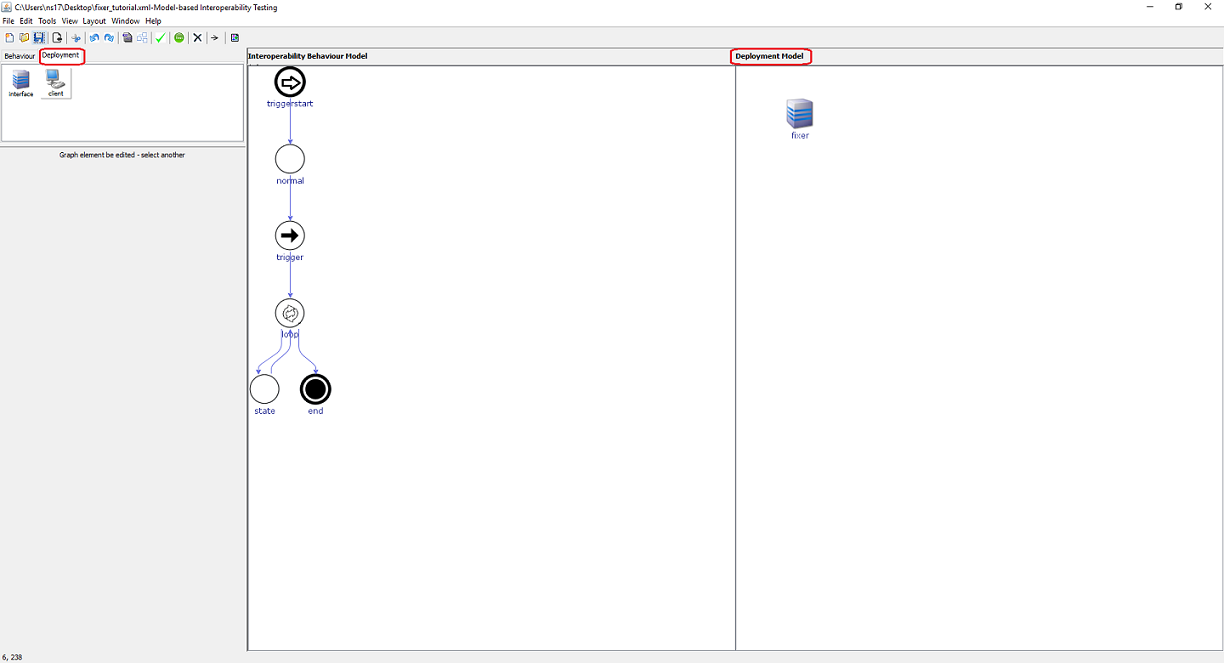 C:\Users\ns17\Desktop\fixer_tutorial.xml-Model-based Interoperability Testing
File Edit Tools View Layout Window Help
Behaviour Deployment
interface client
Graph element be edited - select another
Interoperability Behaviour Model
triggerstart
normal
trigger
loop
state end
Deployment Model
fixer
6, 238